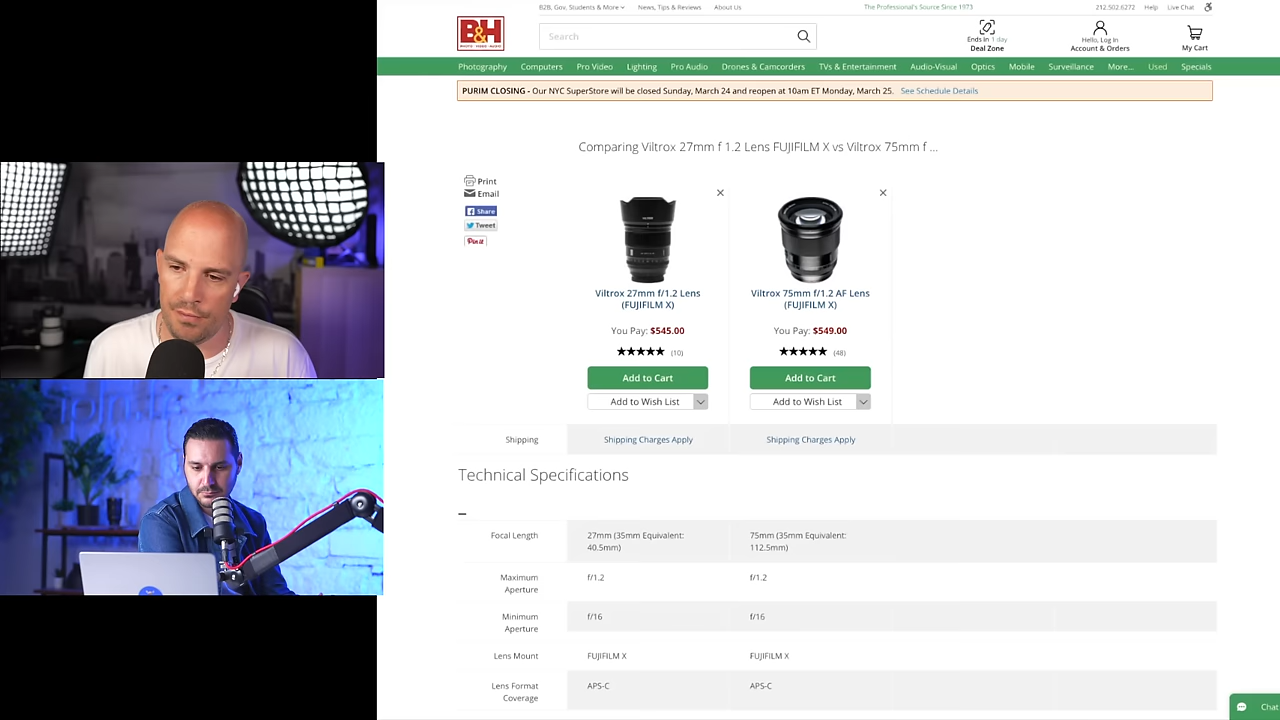 B2B, Gov, Students & More
News, Tips & Reviews
About Us
The Professional's Source Since 1973
212.502.6272
Help
Live Chat
B&H
PHOTO VIDEO AUDIO
Search
Ends in 1 day
Deal Zone
Hello, Log In
Account & Orders
My Cart
Photography
Computers
Pro Video
Lighting
Pro Audio
Drones & Camcorders
TVs & Entertainment
Audio-Visual
Optics
Mobile
Surveillance
More...
Used
Specials
PURIM CLOSING - Our NYC SuperStore will be closed Sunday, March 24 and reopen at 10am ET Monday, March 25. See Schedule Details
Comparing Viltrox 27mm f 1.2 Lens FUJIFILM X vs Viltrox 75mm f ...
Print
Email
Share
Tweet
Pin it
Viltrox 27mm f/1.2 Lens
(FUJIFILM X)
You Pay: $545.00
(10)
Add to Cart
Add to Wish List
Viltrox 75mm f/1.2 AF Lens
(FUJIFILM X)
You Pay: $549.00
(48)
Add to Cart
Add to Wish List
Shipping
Shipping Charges Apply
Shipping Charges Apply
Technical Specifications
Focal Length
27mm (35mm Equivalent:
40.5mm)
75mm (35mm Equivalent:
112.5mm)
Maximum
Aperture
f/1.2
f/1.2
Minimum
Aperture
f/16
f/16
Lens Mount
FUJIFILM X
FUJIFILM X
Lens Format
Coverage
APS-C
APS-C
Chat